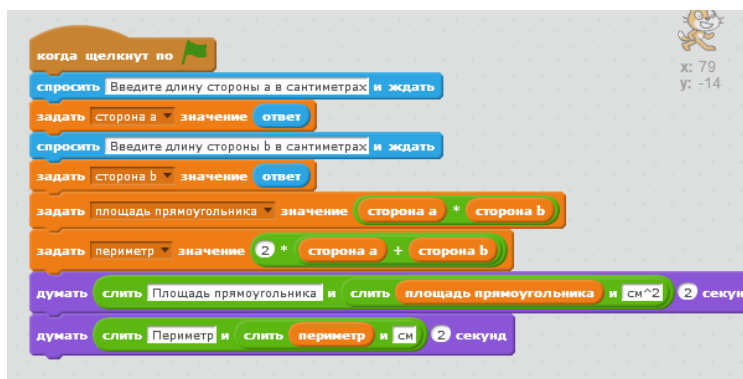 когда щелкнут по
x: 79
y: -14
спросить Введите длину стороны a в сантиметрах и ждать
задать сторона a значение ответ
спросить Введите длину стороны b в сантиметрах и ждать
задать сторона b значение ответ
задать площадь прямоугольника значение сторона a * сторона b
задать периметр значение 2 * сторона a + сторона b
думать слить Площадь прямоугольника и слить площадь прямоугольника и см^2 2 секун
думать слить Периметр и слить периметр и см 2 секунд